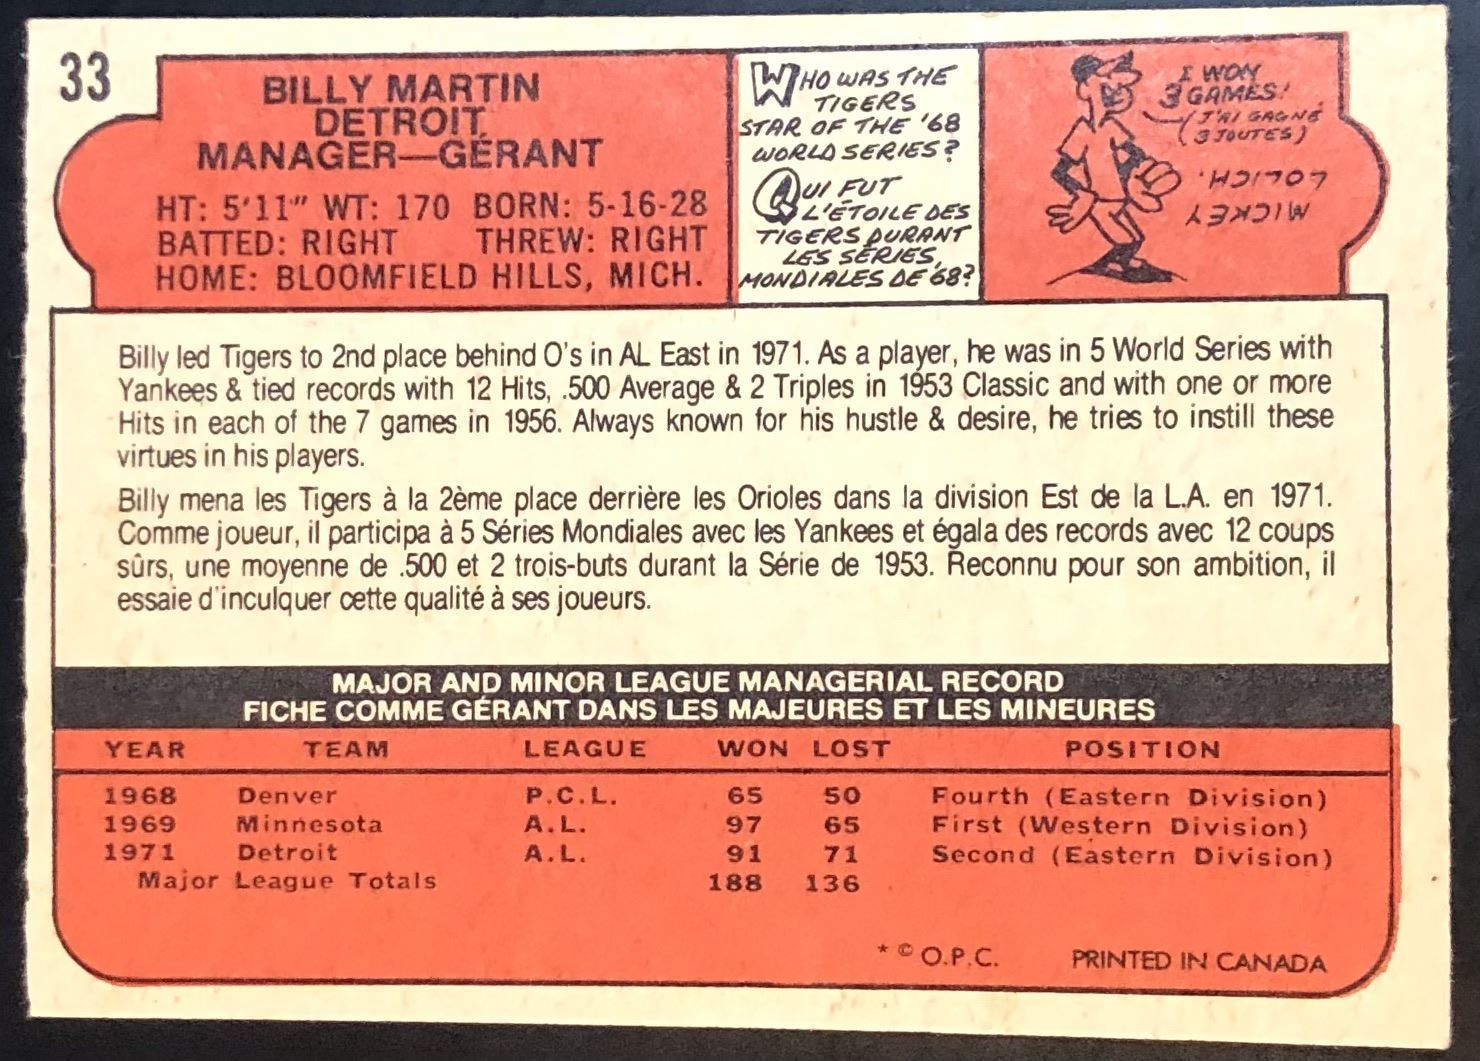 33
BILLY MARTIN
DETROIT
MANAGER—GÉRANT
HT: 5'11" WT: 170 BORN: 5-16-28
BATTED: RIGHT THREW: RIGHT
HOME: BLOOMFIELD HILLS, MICH.
WHO WAS THE
TIGERS
STAR OF THE '68
WORLD SERIES?
QUI FUT
L'ÉTOILE DES
TIGERS DURANT
LES SÉRIES
MONDIALES DE '68?
I WON
3 GAMES!
(J'AI GAGNÉ
3 JOUTES)
MICKEY
LOLICH.
Billy led Tigers to 2nd place behind O's in AL East in 1971. As a player, he was in 5 World Series with
Yankees & tied records with 12 Hits, .500 Average & 2 Triples in 1953 Classic and with one or more
Hits in each of the 7 games in 1956. Always known for his hustle & desire, he tries to instill these
virtues in his players.
Billy mena les Tigers à la 2ème place derrière les Orioles dans la division Est de la L.A. en 1971.
Comme joueur, il participa à 5 Séries Mondiales avec les Yankees et égala des records avec 12 coups
sûrs, une moyenne de .500 et 2 trois-buts durant la Série de 1953. Reconnu pour son ambition, il
essaie d'inculquer cette qualité à ses joueurs.
MAJOR AND MINOR LEAGUE MANAGERIAL RECORD
FICHE COMME GÉRANT DANS LES MAJEURES ET LES MINEURES
YEAR TEAM LEAGUE WON LOST POSITION
1968 Denver P.C.L. 65 50 Fourth (Eastern Division)
1969 Minnesota A.L. 97 65 First (Western Division)
1971 Detroit A.L. 91 71 Second (Eastern Division)
Major League Totals 188 136
* © O.P.C. PRINTED IN CANADA